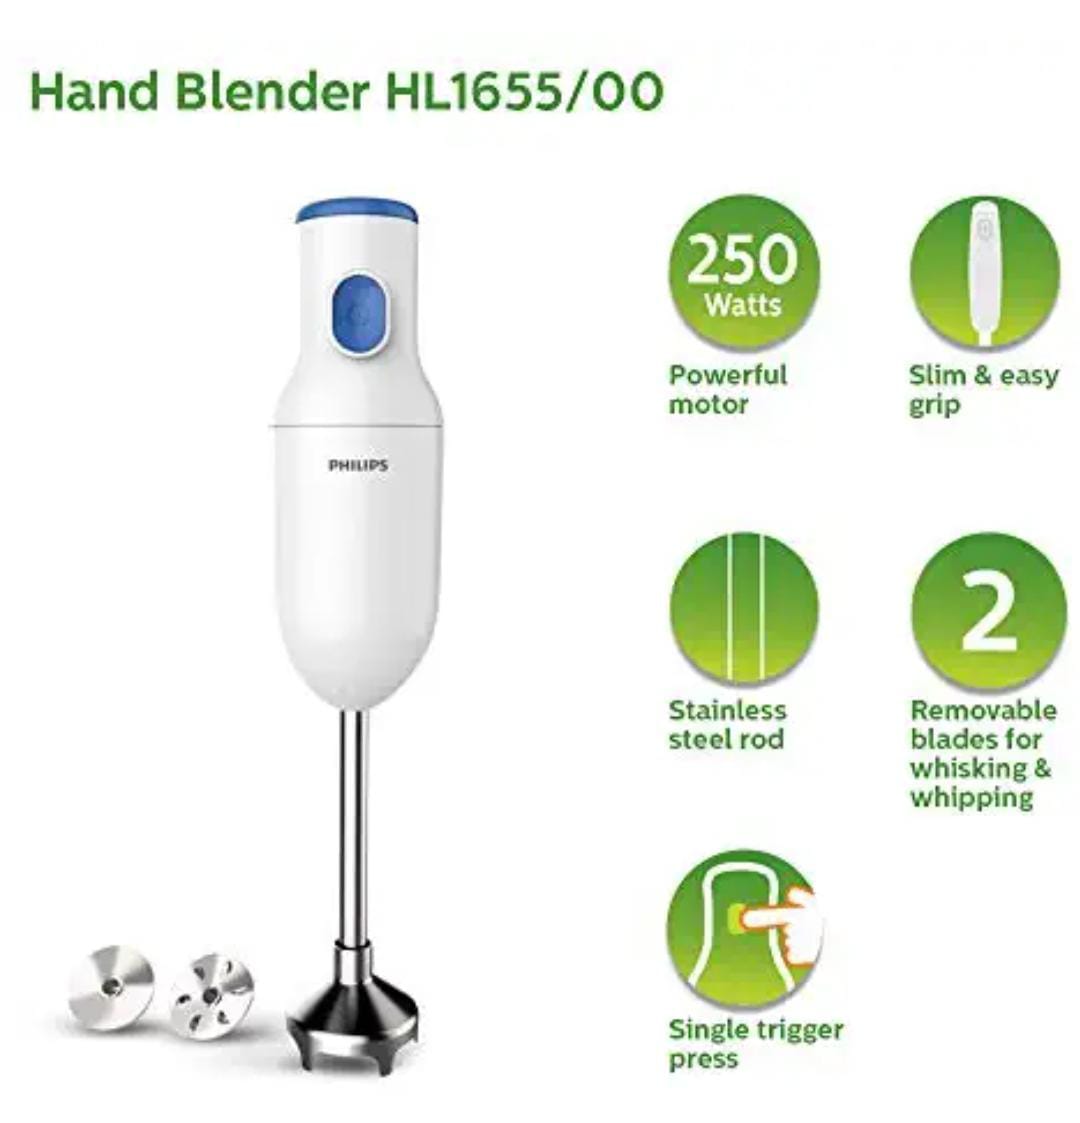 Hand Blender HL1655/00
PHILIPS
250
Watts
Powerful
motor
Slim & easy
grip
Stainless
steel rod
2
Removable
blades for
whisking &
whipping
Single trigger
press